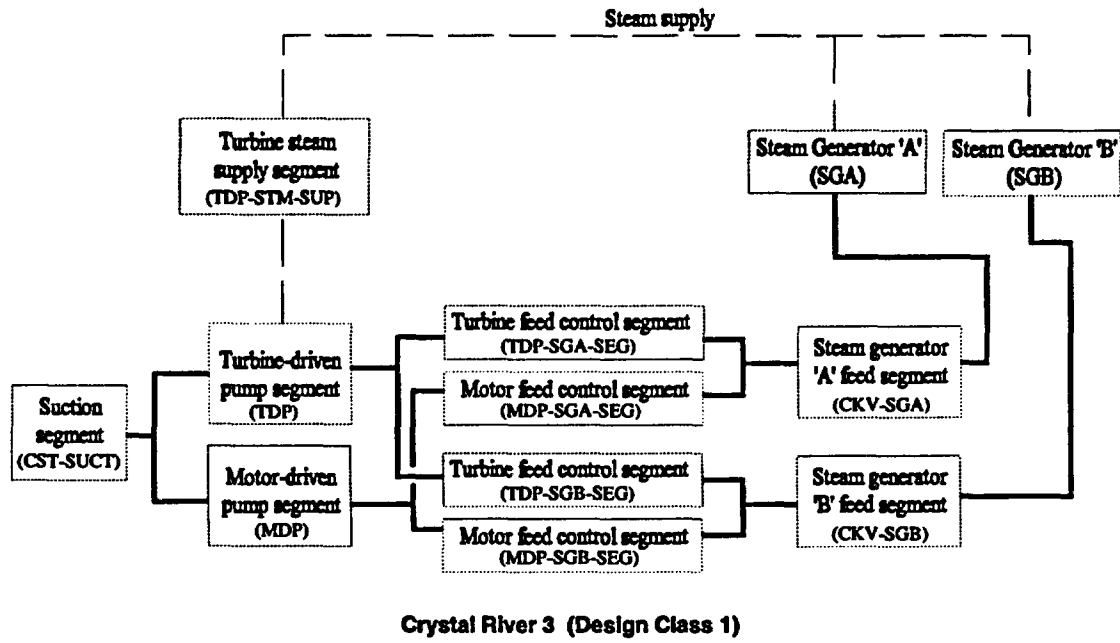 Steam supply
Turbine steam
supply segment
(TDP-STM-SUP)
Steam Generator 'A'
(SGA)
Steam Generator 'B'
(SGB)
Suction
segment
(CST-SUCT)
Turbine-driven
pump segment
(TDP)
Motor-driven
pump segment
(MDP)
Turbine feed control segment
(TDP-SGA-SEG)
Motor feed control segment
(MDP-SGA-SEG)
Turbine feed control segment
(TDP-SGB-SEG)
Motor feed control segment
(MDP-SGB-SEG)
Steam generator
'A' feed segment
(CKV-SGA)
Steam generator
'B' feed segment
(CKV-SGB)
Crystal River 3 (Design Class 1)